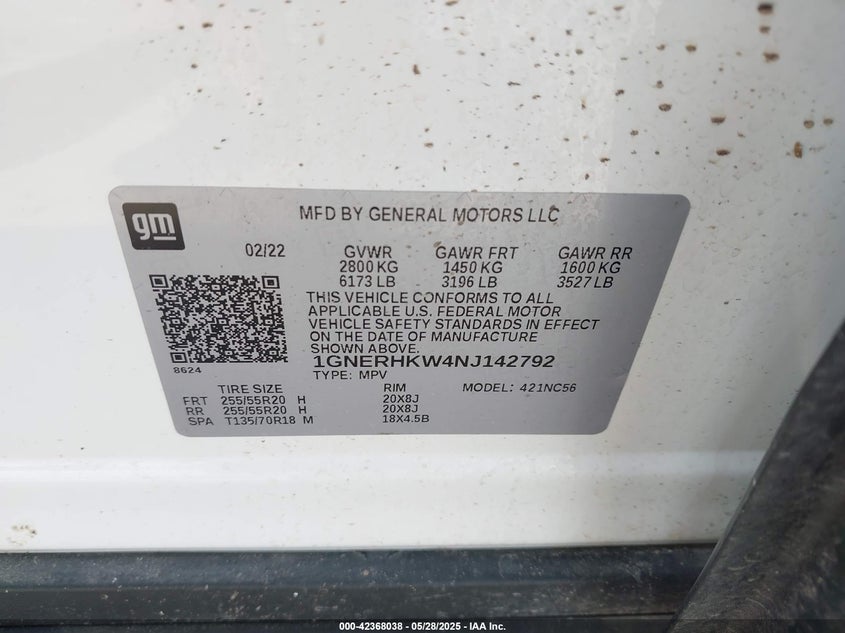 gm
MFD BY GENERAL MOTORS LLC
02/22 GVWR GAWR FRT GAWR RR
2800 KG 1450 KG 1600 KG
6173 LB 3196 LB 3527 LB
THIS VEHICLE CONFORMS TO ALL
APPLICABLE U.S. FEDERAL MOTOR
VEHICLE SAFETY STANDARDS IN EFFECT
ON THE DATE OF MANUFACTURE
SHOWN ABOVE.
8624
1GNERHKW4NJ142792
TYPE: MPV
TIRE SIZE RIM MODEL: 421NC56
FRT 255/55R20 H 20X8J
RR 255/55R20 H 20X8J
SPA T135/70R18 M 18X4.5B
000-42368038 — 05/28/2025 - IAA Inc.